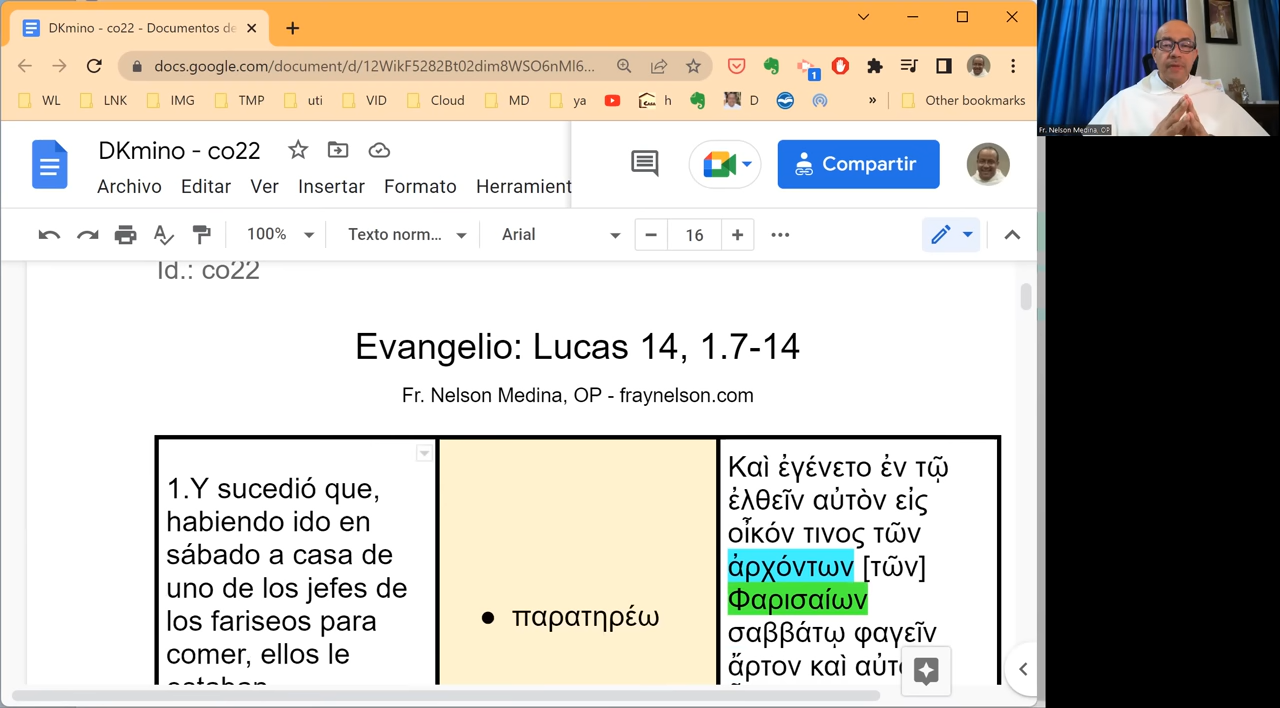 DKmino - co22 - Documentos de
docs.google.com/document/d/12WikF5282Bt0rtm8WSO6nMl6...
WL LNK IMG TMP uti VID Cloud MD ya h D » Other bookmarks
1
Fr. Nelson Medina, OP
DKmino - co22
Archivo Editar Ver Insertar Formato Herramient
Compartir
100% Texto norm... Arial 16
Id.: co22
Evangelio: Lucas 14, 1.7-14
Fr. Nelson Medina, OP - fraynelson.com
1.Y sucedió que,
habiendo ido en
sábado a casa de
uno de los jefes de
los fariseos para
comer, ellos le
estaban
● παρατηρέω
Καὶ ἐγένετο ἐν τῷ
ἐλθεῖν αὐτὸν εἰς
οἶκόν τινος τῶν
ἀρχόντων [τῶν]
Φαρισαίων
σαββάτῳ φαγεῖν
ἄρτον καὶ